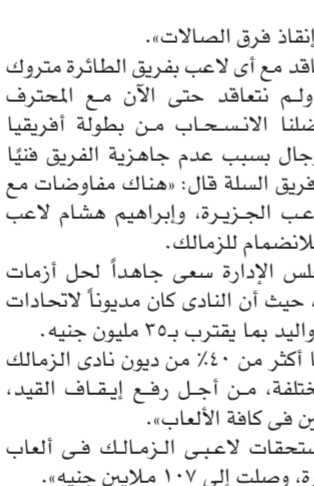 إنقاذ فرق الصالات».
اقد مع أى لاعب بفريق الطائرة متروك
ولم نتعاقد حتى الآن مع المحترف
ضلنا الانسحاب من بطولة أفريقيا
جال بسبب عدم جاهزية الفريق فنيًا
فريق السلة قال: «هناك مفاوضات مع
عب الجزيرة، وإبراهيم هشام لاعب
للانضمام للزمالك.
لس الإدارة سعى جاهداً لحل أزمات
، حيث أن النادى كان مديوناً لاتحادات
واليد بما يقترب بـ٣٥ مليون جنيه.
ا أكثر من ٤٠٪ من ديون نادى الزمالك
ختلفة، من أجل رفع إيقاف القيد،
ين فى كافة الألعاب».
ستحقات لاعبى الزمالك فى ألعاب
رة، وصلت إلى ١٠٧ ملايين جنيه».